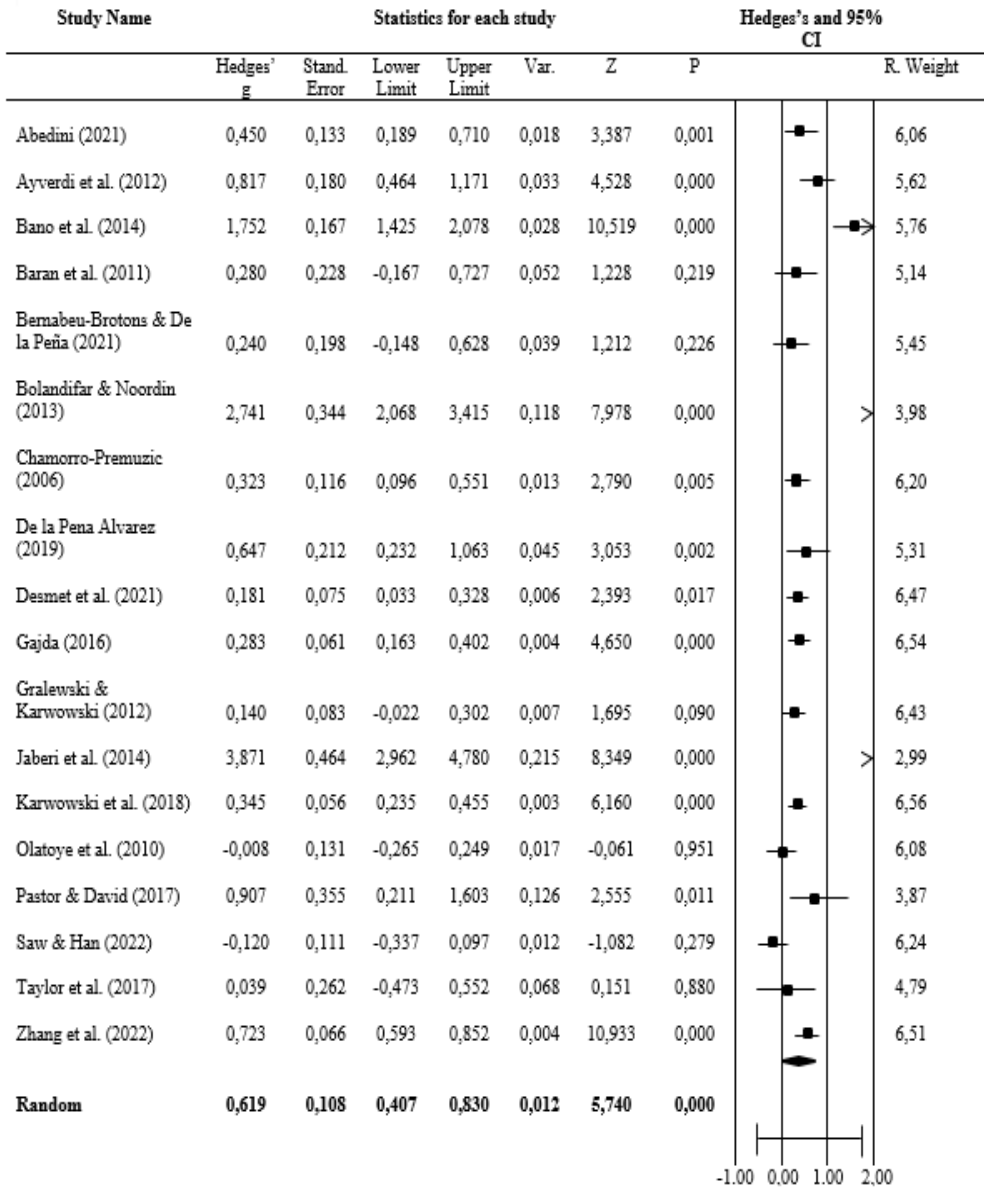 Study Name Statistics for each study Hedges's and 95%
CI
Hedges' Stand. Lower Upper Var. Z P R. Weight
g Error Limit Limit
Abedini (2021) 0,450 0,133 0,189 0,710 0,018 3,387 0,001 6,06
Ayverdi et al. (2012) 0,817 0,180 0,464 1,171 0,033 4,528 0,000 5,62
Bano et al. (2014) 1,752 0,167 1,425 2,078 0,028 10,519 0,000 5,76
Baran et al. (2011) 0,280 0,228 -0,167 0,727 0,052 1,228 0,219 5,14
Bernabeu-Brotons & De
la Peña (2021) 0,240 0,198 -0,148 0,628 0,039 1,212 0,226 5,45
Bolandifar & Noordin
(2013) 2,741 0,344 2,068 3,415 0,118 7,978 0,000 3,98
Chamorro-Premuzic
(2006) 0,323 0,116 0,096 0,551 0,013 2,790 0,005 6,20
De la Pena Alvarez
(2019) 0,647 0,212 0,232 1,063 0,045 3,053 0,002 5,31
Desmet et al. (2021) 0,181 0,075 0,033 0,328 0,006 2,393 0,017 6,47
Gajda (2016) 0,283 0,061 0,163 0,402 0,004 4,650 0,000 6,54
Gralewski &
Karwowski (2012) 0,140 0,083 -0,022 0,302 0,007 1,695 0,090 6,43
Jaberi et al. (2014) 3,871 0,464 2,962 4,780 0,215 8,349 0,000 2,99
Karwowski et al. (2018) 0,345 0,056 0,235 0,455 0,003 6,160 0,000 6,56
Olatoye et al. (2010) -0,008 0,131 -0,265 0,249 0,017 -0,061 0,951 6,08
Pastor & David (2017) 0,907 0,355 0,211 1,603 0,126 2,555 0,011 3,87
Saw & Han (2022) -0,120 0,111 -0,337 0,097 0,012 -1,082 0,279 6,24
Taylor et al. (2017) 0,039 0,262 -0,473 0,552 0,068 0,151 0,880 4,79
Zhang et al. (2022) 0,723 0,066 0,593 0,852 0,004 10,933 0,000 6,51
Random 0,619 0,108 0,407 0,830 0,012 5,740 0,000
-1.00 0,00 1.00 2,00